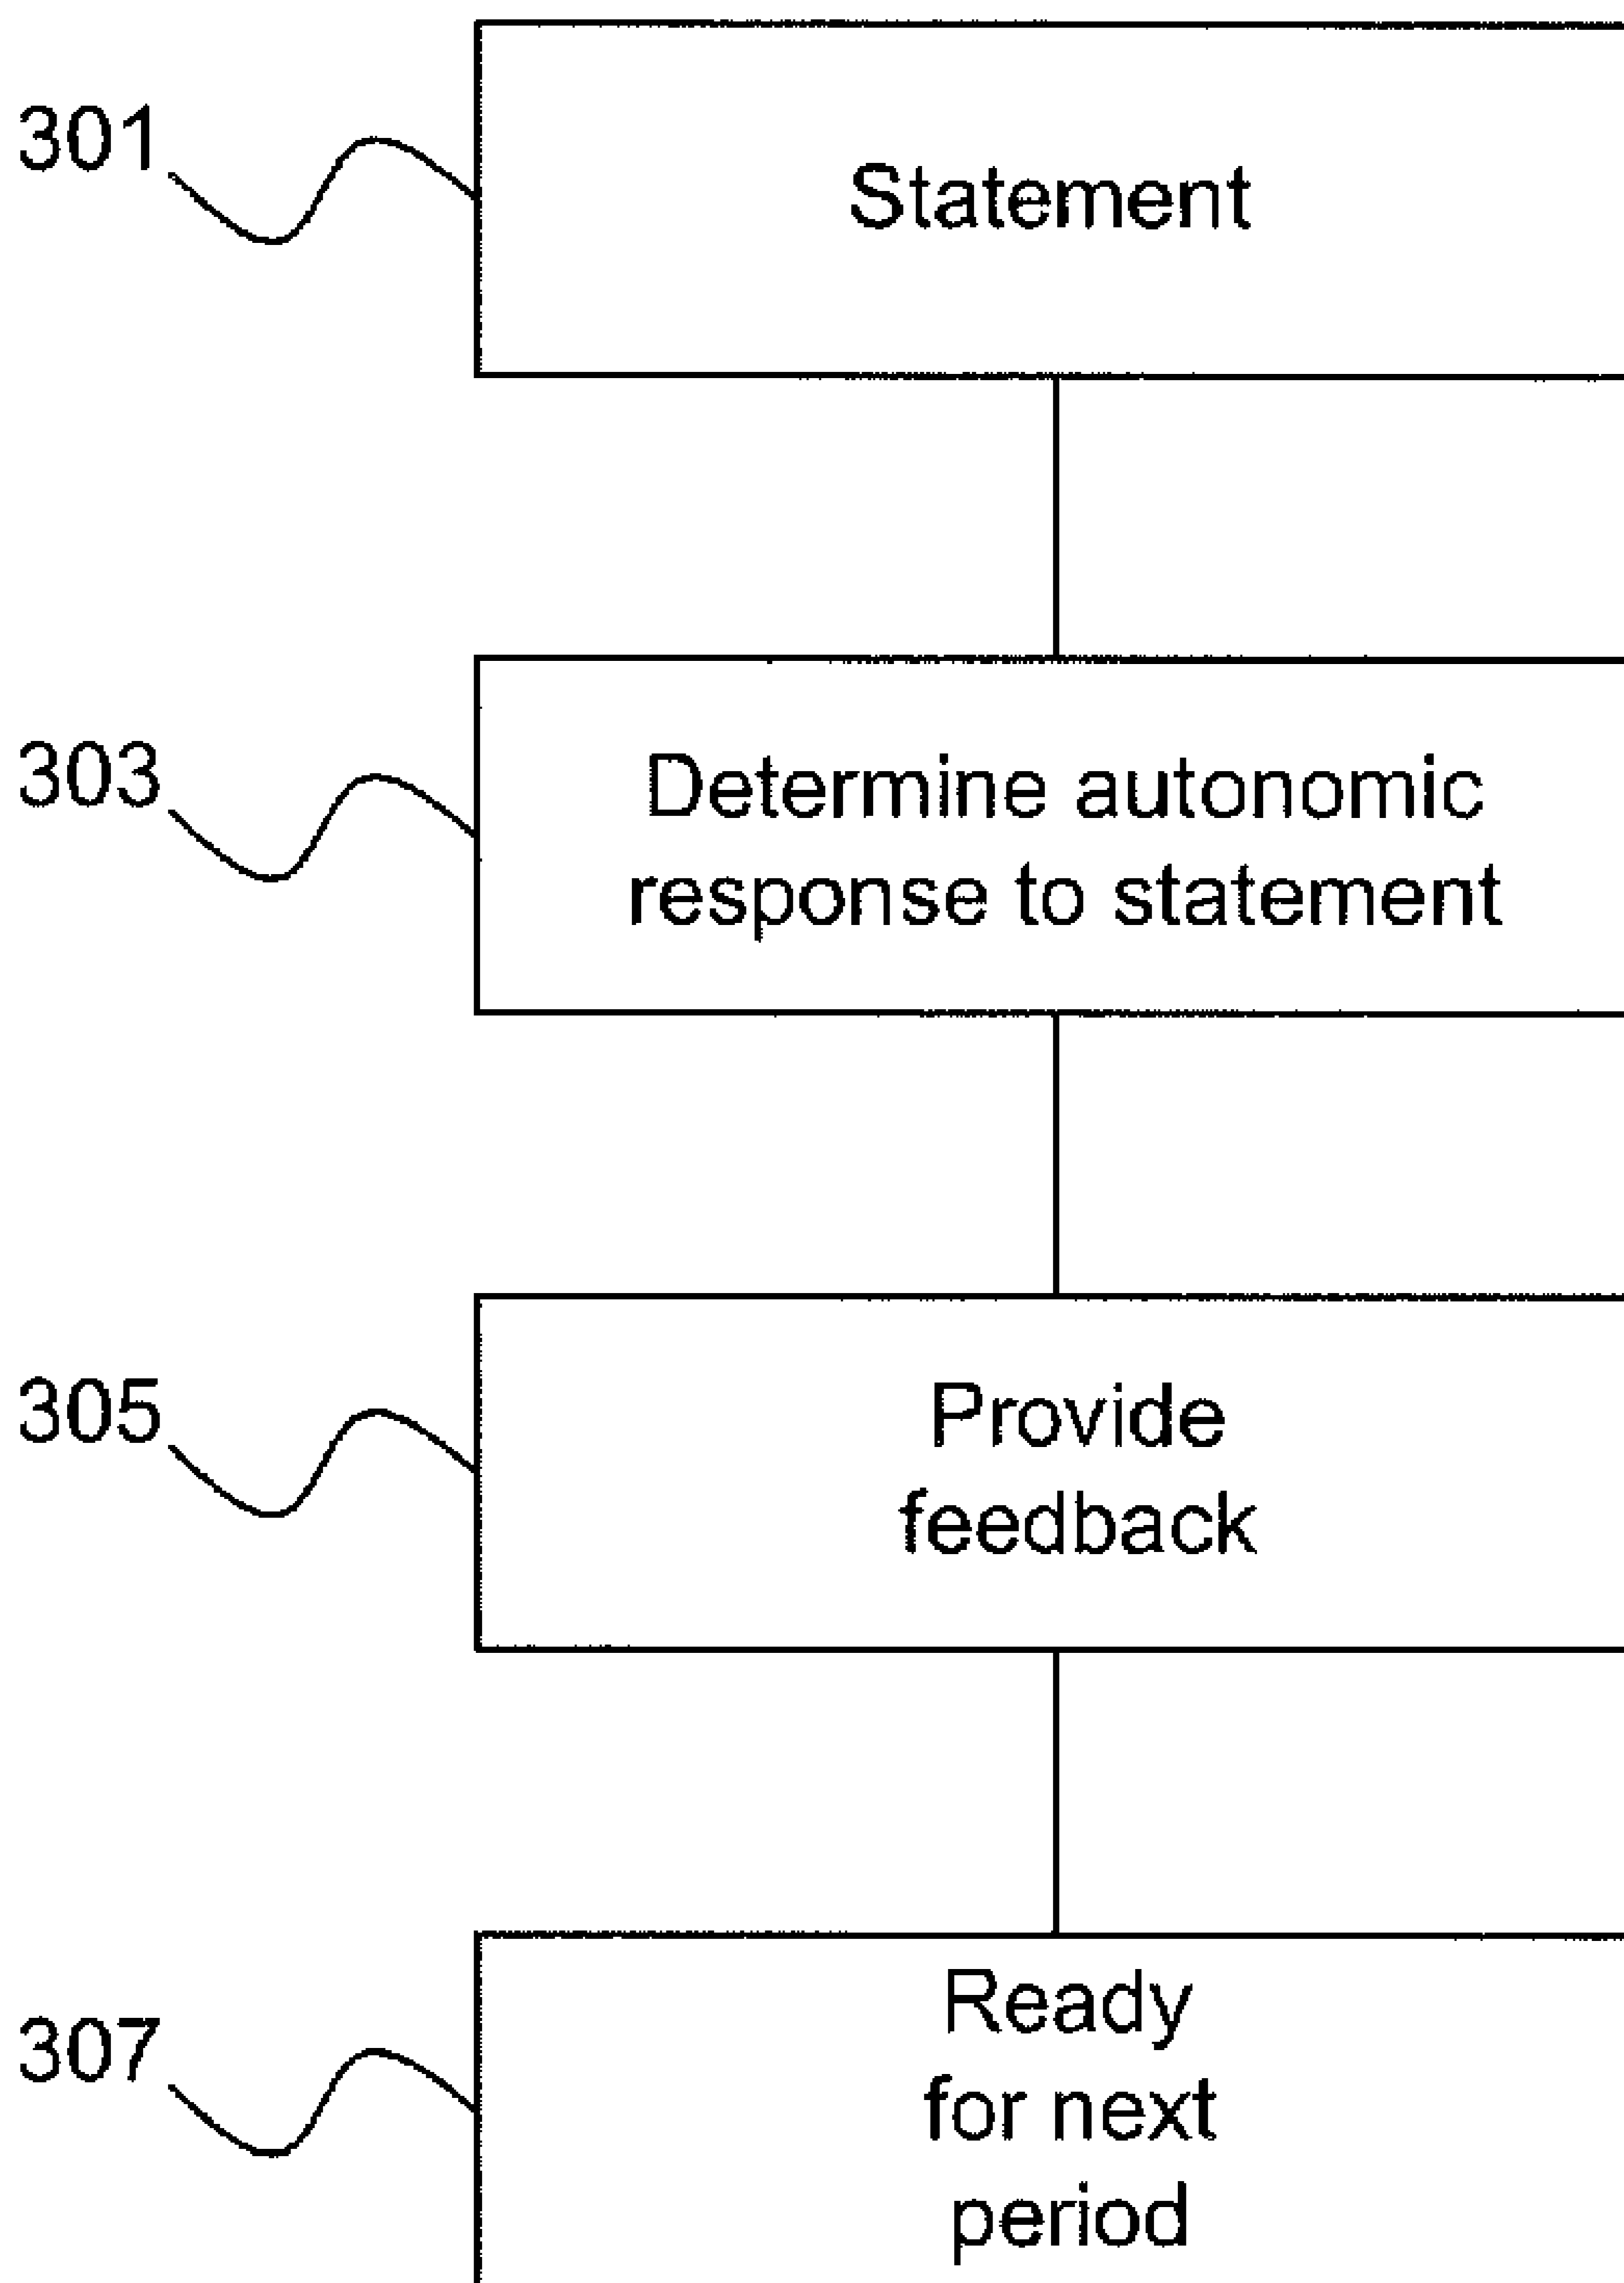 301
Statement
303
Determine autonomic
response to statement
305
Provide
feedback
307
Ready
for next
period